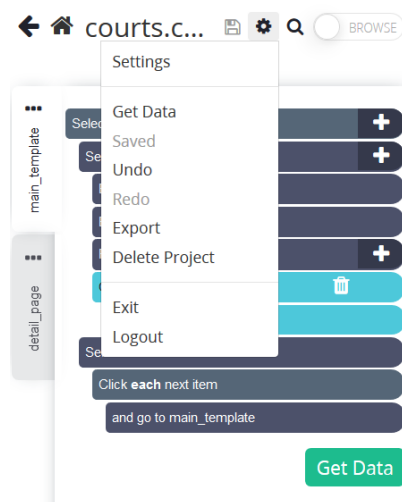 courts.c...
BROWSE
Settings
Get Data
Saved
Undo
Redo
Export
Delete Project
Exit
Logout
main_template
detail_page
Click each next item
and go to main_template
Get Data